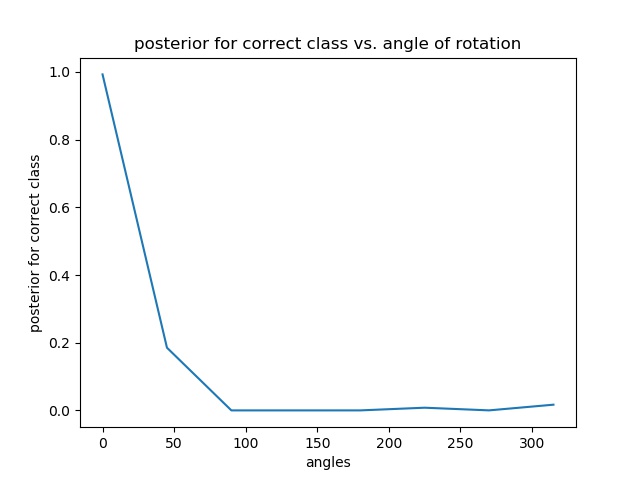 posterior for correct class vs. angle of rotation
1.0
0.8
0.6
0.4
0.2
0.0
posterior for correct class
0 50 100 150 200 250 300
angles